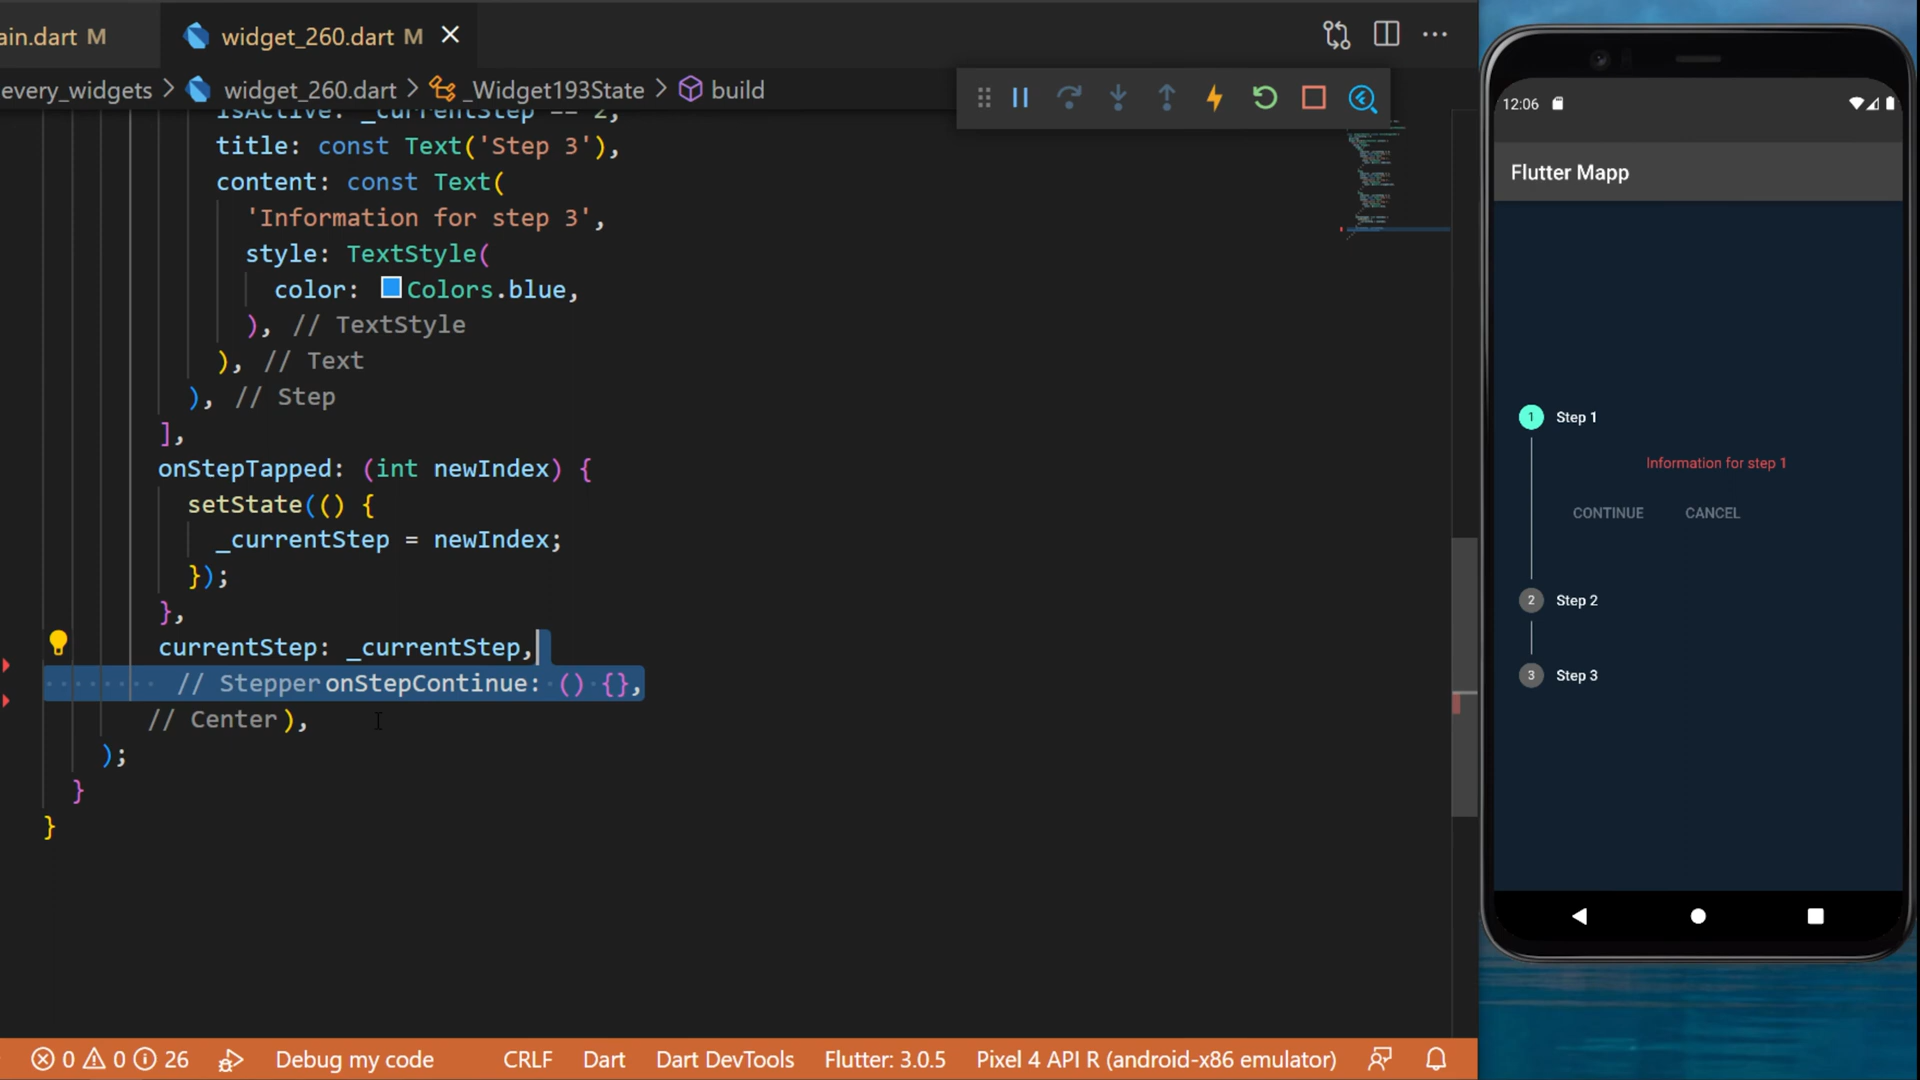 ain.dart M
widget_260.dart M
every_widgets > widget_260.dart > _Widget193State > build
isActive: _currentStep == 2,
title: const Text('Step 3'),
content: const Text(
'Information for step 3',
style: TextStyle(
color: Colors.blue,
), // TextStyle
), // Text
), // Step
],
onStepTapped: (int newIndex) {
setState(() {
_currentStep = newIndex;
});
},
currentStep: _currentStep,
// Stepper onStepContinue: () {},
// Center ),
);
}
}
0 0 26 Debug my code CRLF Dart Dart DevTools Flutter: 3.0.5 Pixel 4 API R (android-x86 emulator)
12:06
Flutter Mapp
1 Step 1
Information for step 1
CONTINUE CANCEL
2 Step 2
3 Step 3